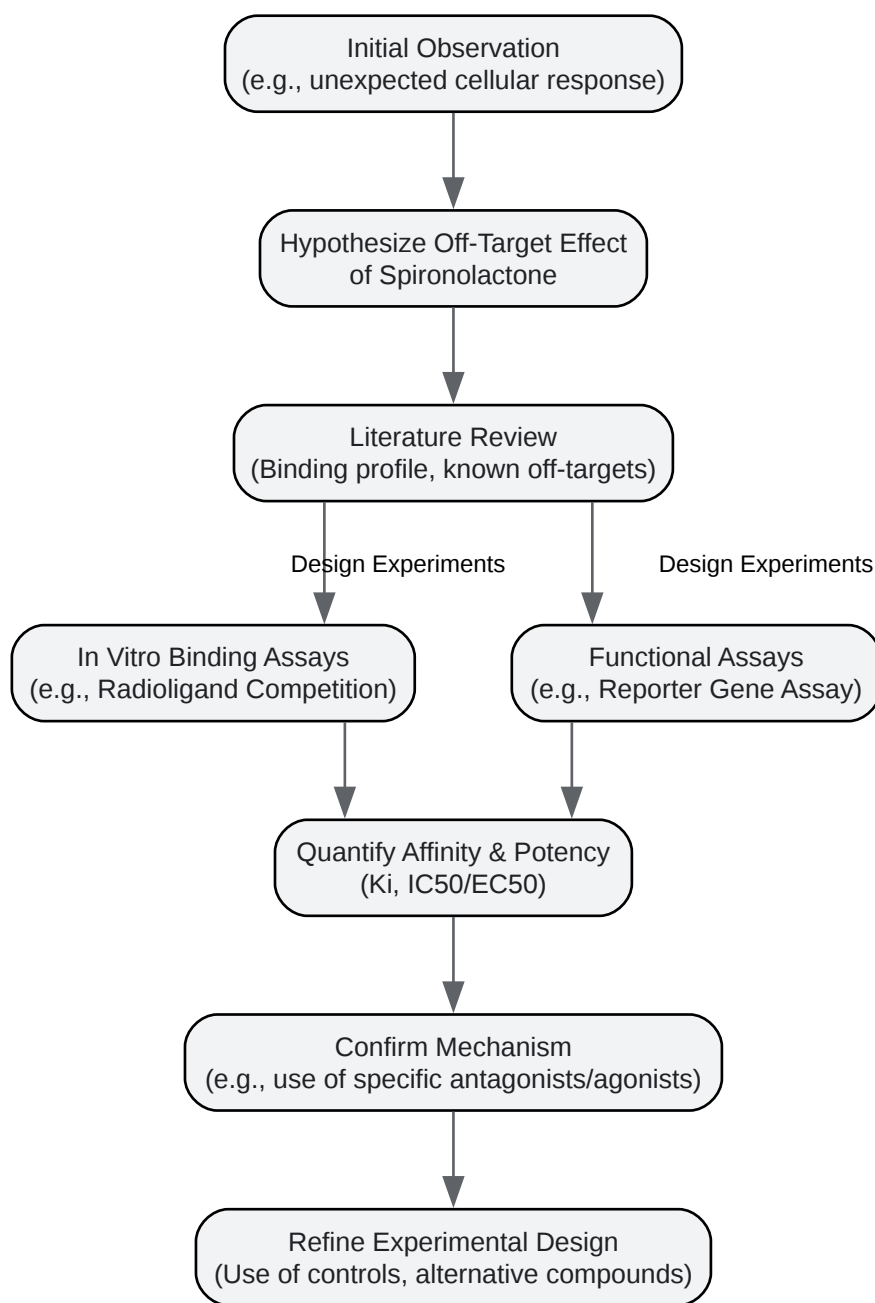 Initial Observation
(e.g., unexpected cellular response)
Hypothesize Off-Target Effect
of Spironolactone
Literature Review
(Binding profile, known off-targets)
Design Experiments
Design Experiments
In Vitro Binding Assays
(e.g., Radioligand Competition)
Functional Assays
(e.g., Reporter Gene Assay)
Quantify Affinity & Potency
(Ki, IC50/EC50)
Confirm Mechanism
(e.g., use of specific antagonists/agonists)
Refine Experimental Design
(Use of controls, alternative compounds)